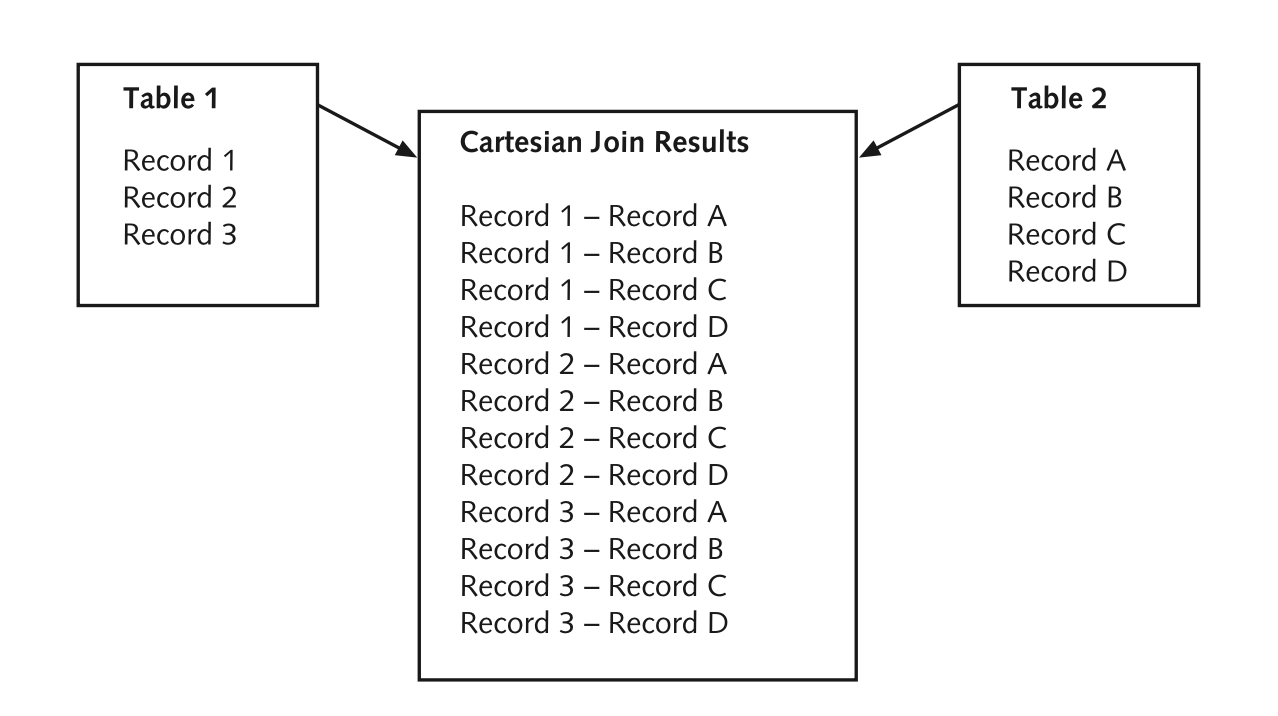 Table 1
Record 1
Record 2
Record 3
Cartesian Join Results
Record 1 – Record A
Record 1 – Record B
Record 1 – Record C
Record 1 – Record D
Record 2 – Record A
Record 2 – Record B
Record 2 – Record C
Record 2 – Record D
Record 3 – Record A
Record 3 – Record B
Record 3 – Record C
Record 3 – Record D
Table 2
Record A
Record B
Record C
Record D